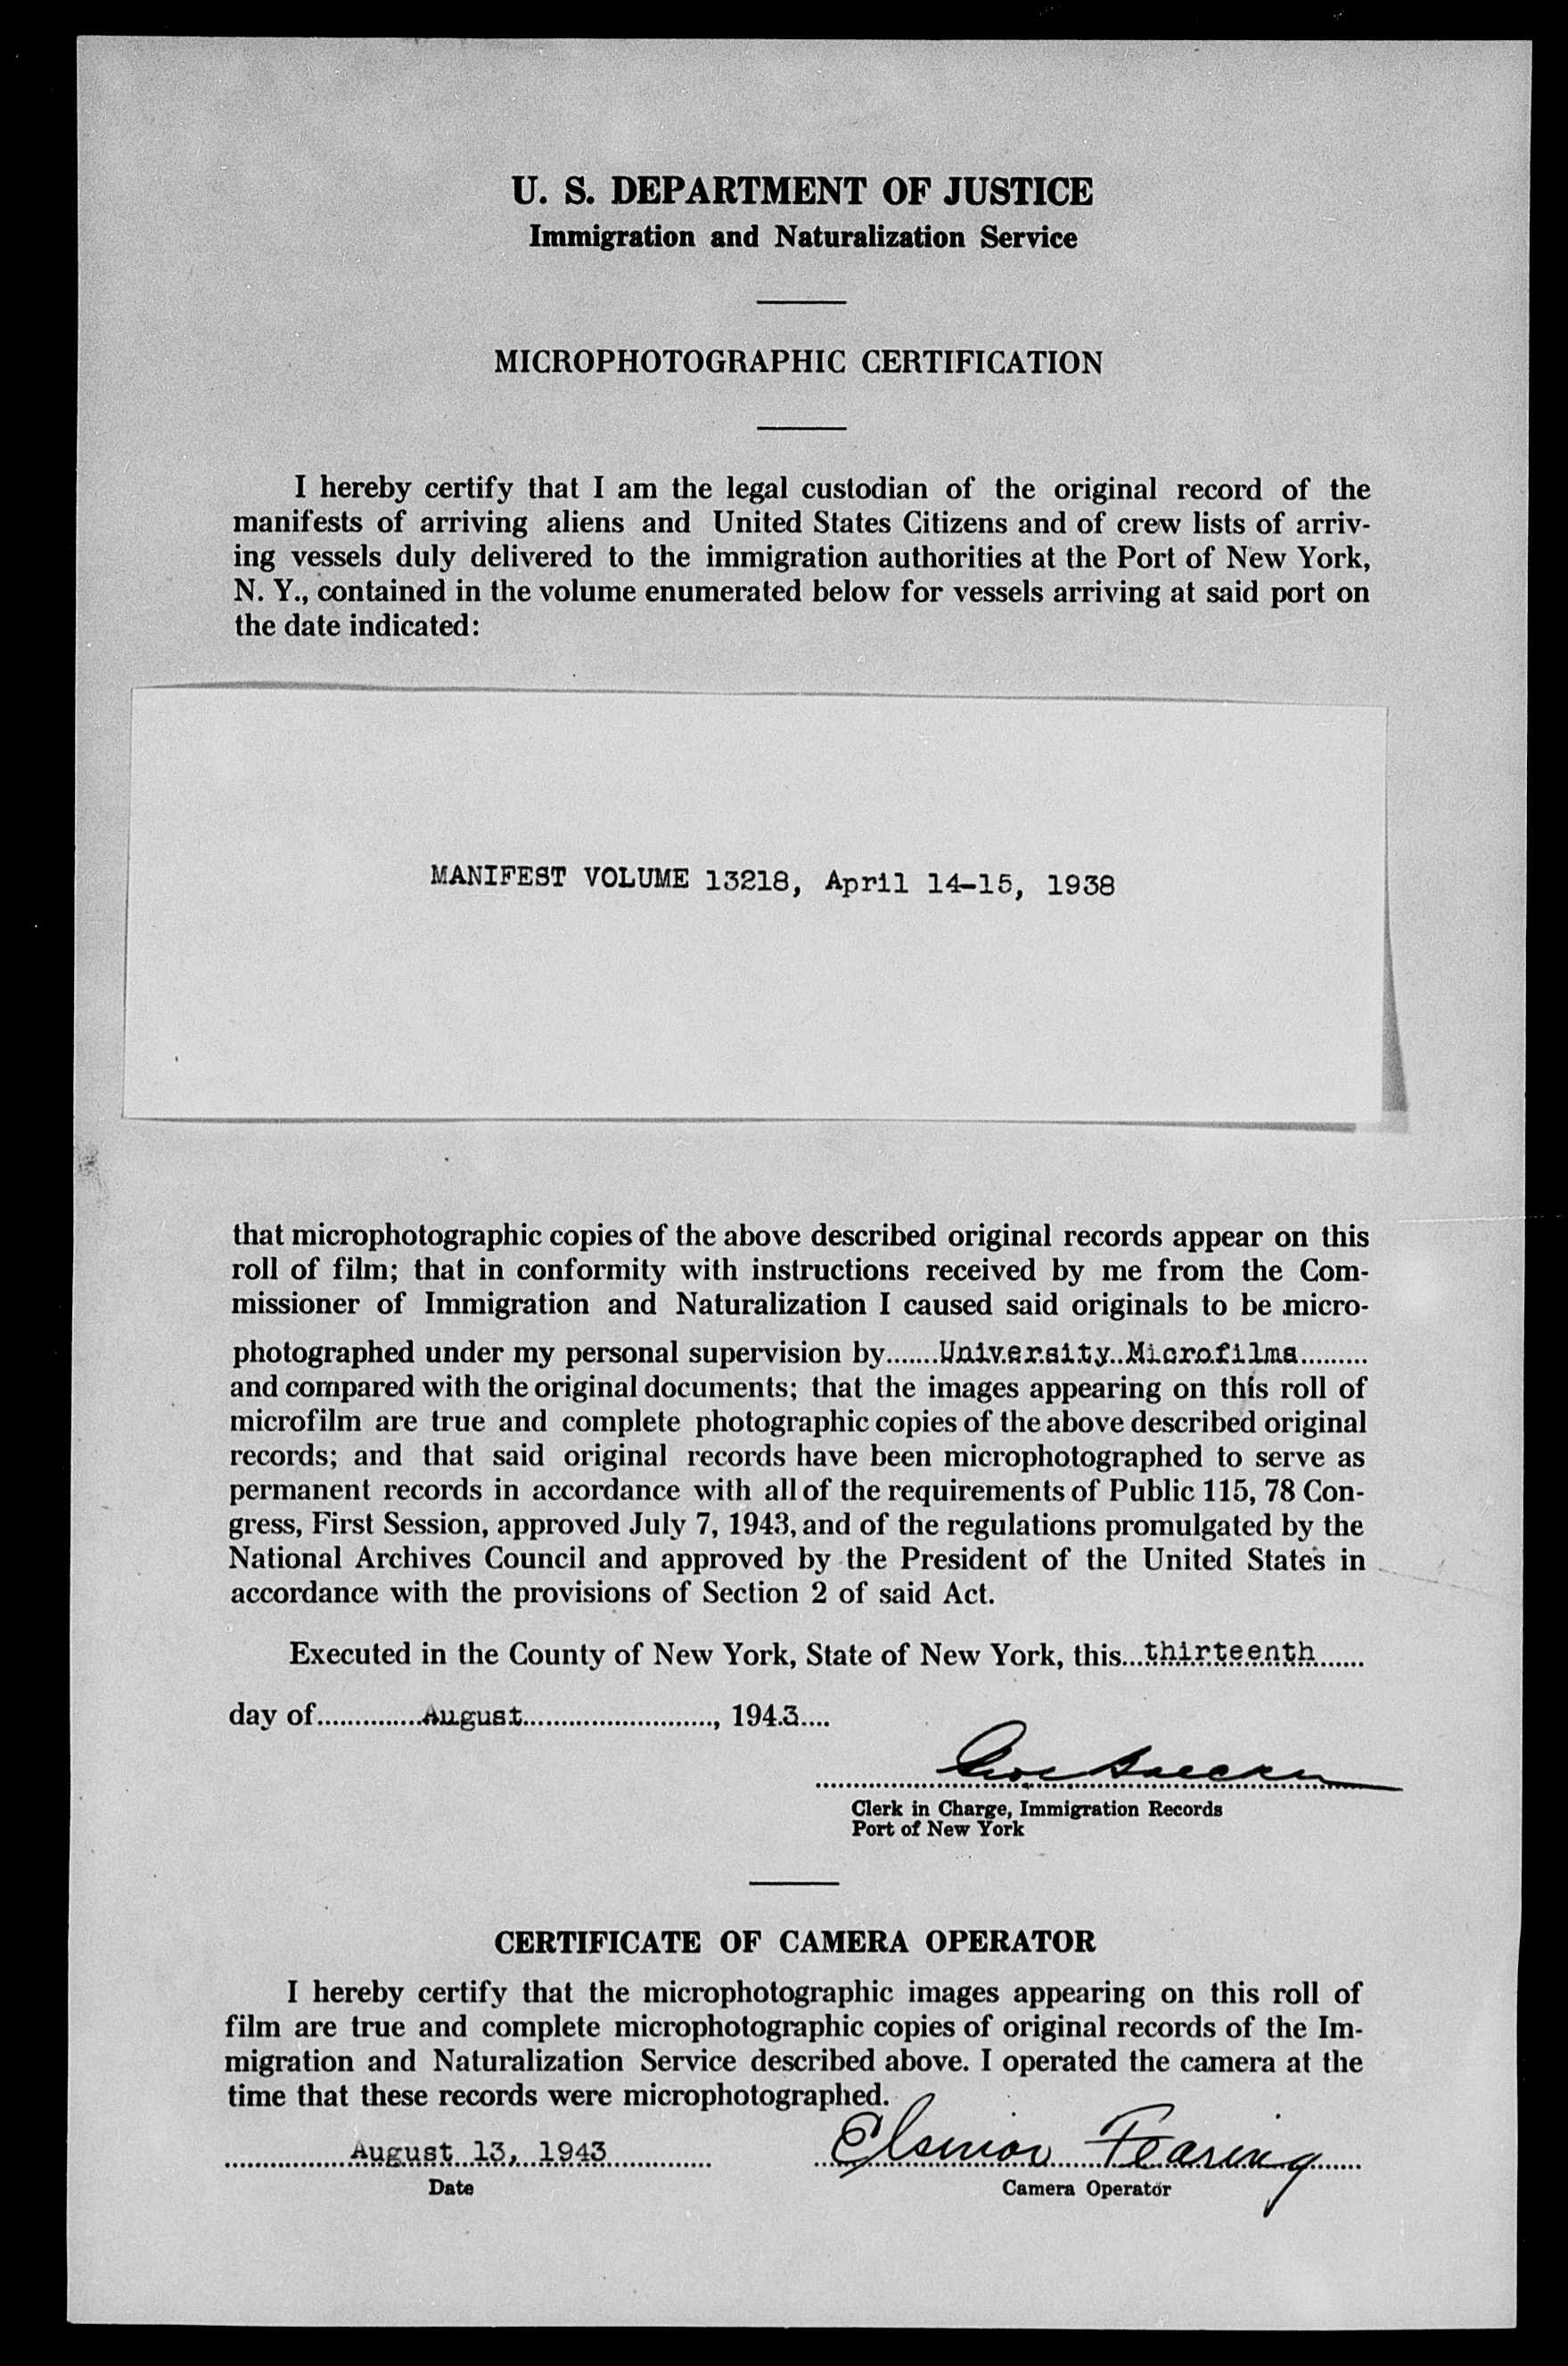 U. S. DEPARTMENT OF JUSTICE
Immigration and Naturalization Service
MICROPHOTOGRAPHIC CERTIFICATION
I hereby certify that I am the legal custodian of the original record of the
manifests of arriving aliens and United States Citizens and of crew lists of arriv-
ing vessels duly delivered to the immigration authorities at the Port of New York,
N. Y., contained in the volume enumerated below for vessels arriving at said port on
the date indicated:
MANIFEST VOLUME 13218, April 14-15, 1938
that microphotographic copies of the above described original records appear on this
roll of film; that in conformity with instructions received by me from the Com-
missioner of Immigration and Naturalization I caused said originals to be micro-
photographed under my personal supervision by.......University Microfilms.........
and compared with the original documents; that the images appearing on this roll of
microfilm are true and complete photographic copies of the above described original
records; and that said original records have been microphotographed to serve as
permanent records in accordance with all of the requirements of Public 115, 78 Con-
gress, First Session, approved July 7, 1943, and of the regulations promulgated by the
National Archives Council and approved by the President of the United States in
accordance with the provisions of Section 2 of said Act.
Executed in the County of New York, State of New York, this...thirteenth.......
day of..............August........................., 1943....
Clerk in Charge, Immigration Records
Port of New York
CERTIFICATE OF CAMERA OPERATOR
I hereby certify that the microphotographic images appearing on this roll of
film are true and complete microphotographic copies of original records of the Im-
migration and Naturalization Service described above. I operated the camera at the
time that these records were microphotographed.
August 13, 1943 Fearing
Date Camera Operator